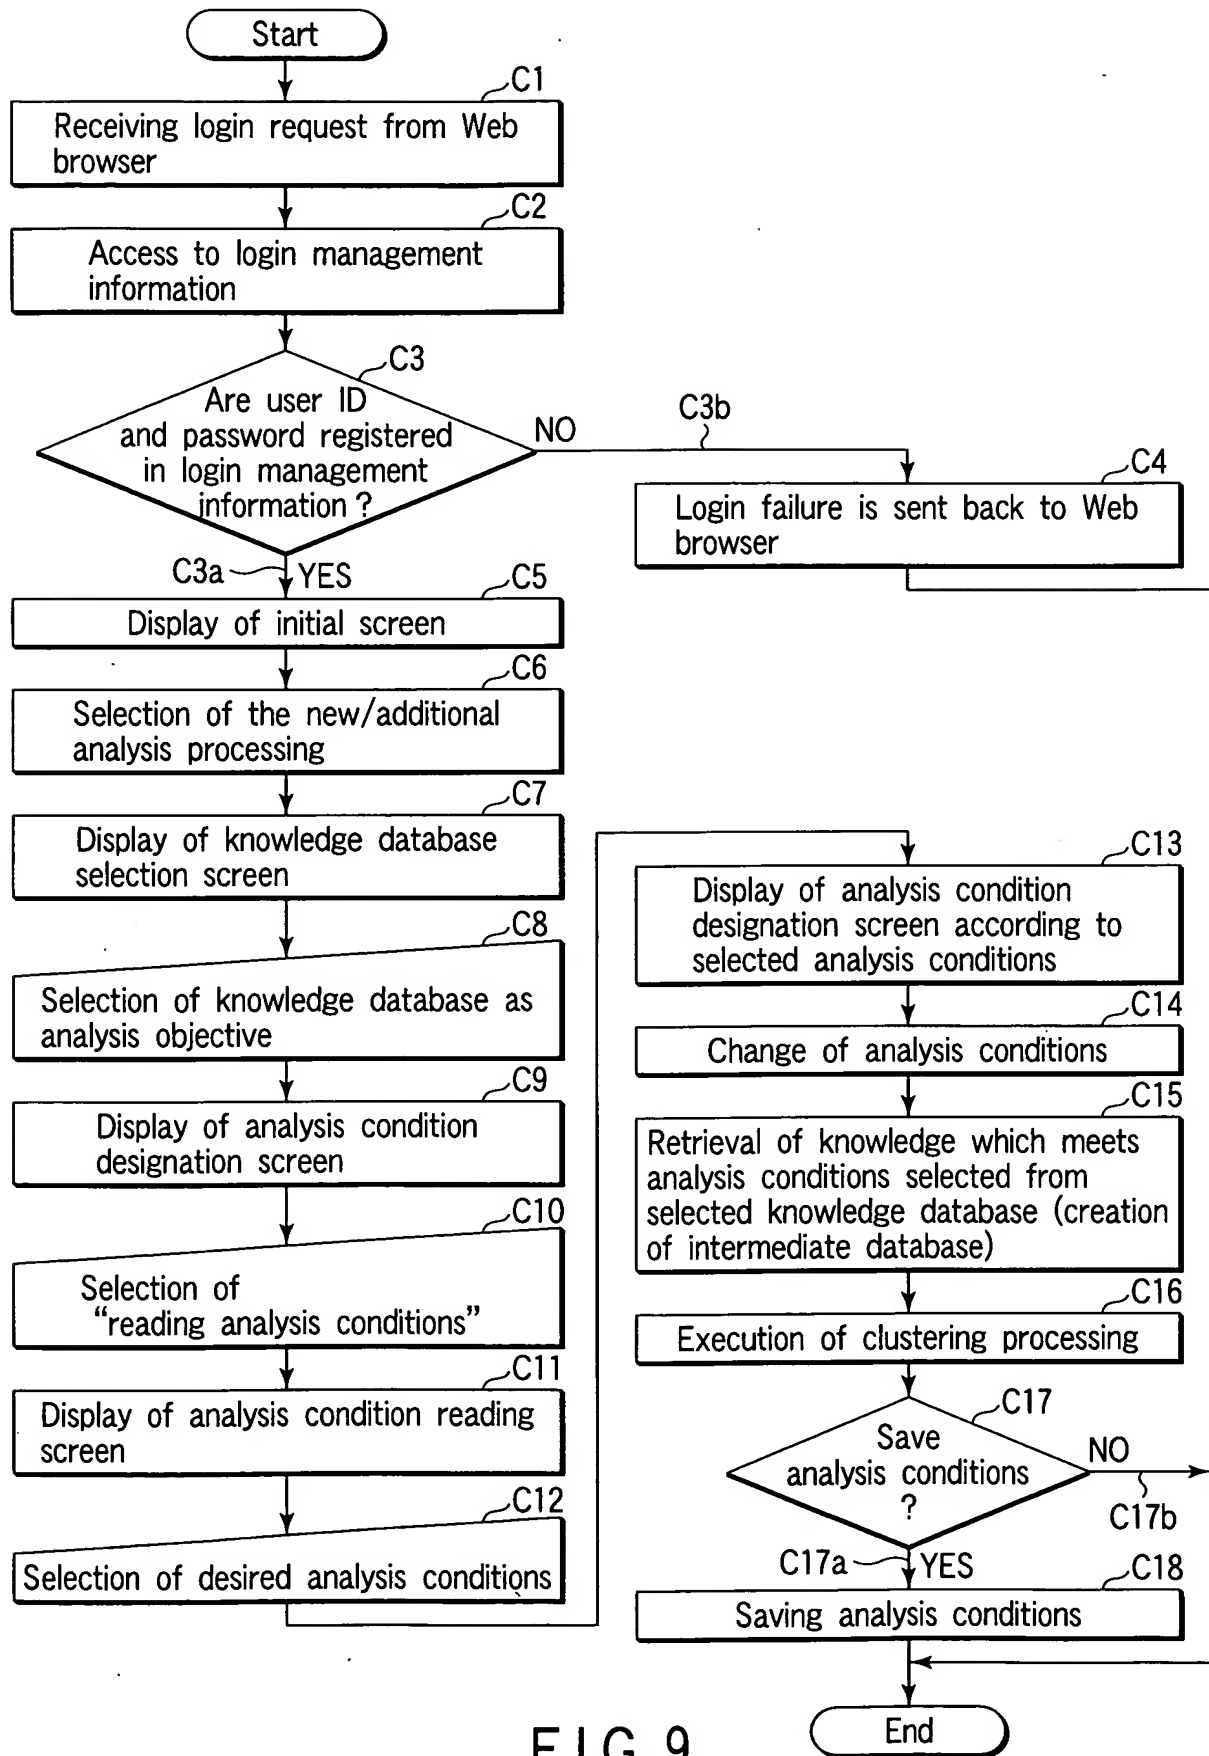 Start
C1
Receiving login request from Web
browser
C2
Access to login management
information
C3
Are user ID
and password registered
in login management
information ?
NO
C3b
C4
Login failure is sent back to Web
browser
C3a
YES
C5
Display of initial screen
C6
Selection of the new/additional
analysis processing
C7
Display of knowledge database
selection screen
C8
Selection of knowledge database as
analysis objective
C9
Display of analysis condition
designation screen
C10
Selection of
“reading analysis conditions”
C11
Display of analysis condition reading
screen
C12
Selection of desired analysis conditions
C13
Display of analysis condition
designation screen according to
selected analysis conditions
C14
Change of analysis conditions
C15
Retrieval of knowledge which meets
analysis conditions selected from
selected knowledge database (creation
of intermediate database)
C16
Execution of clustering processing
C17
Save
analysis conditions
?
NO
C17b
C17a
YES
C18
Saving analysis conditions
End
FIG. 9